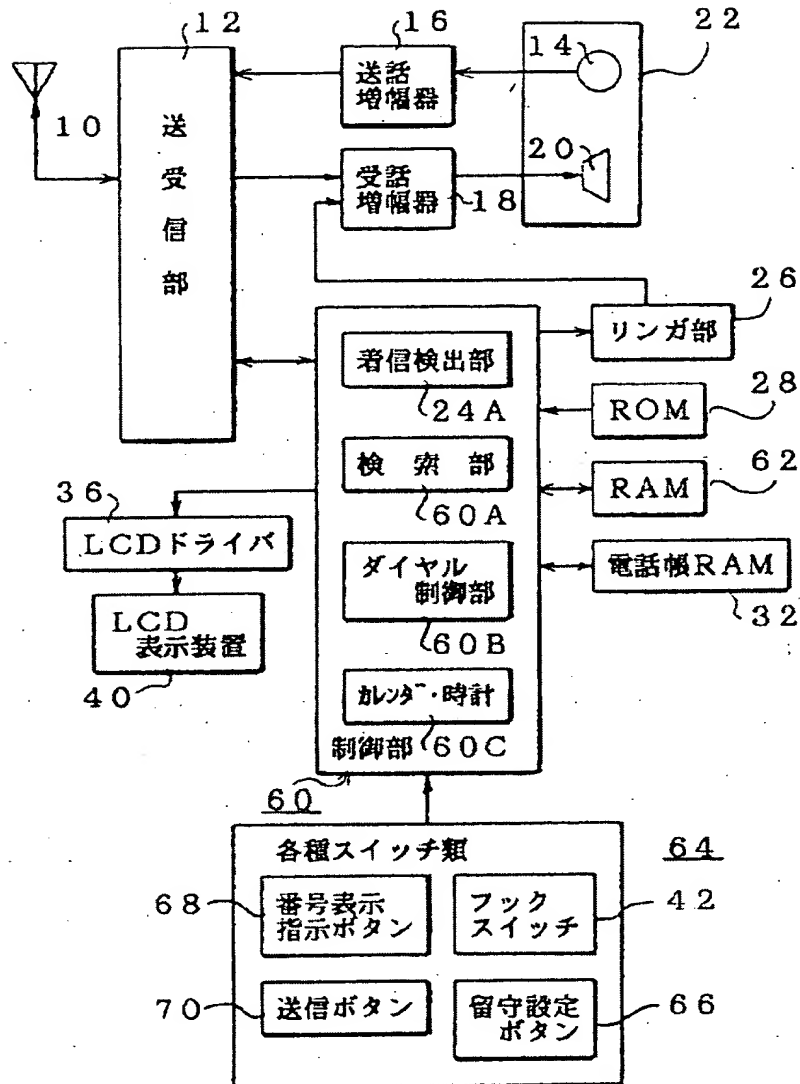 12
16
22
14
送話
増幅器
10
送
受
信
部
20
受話
増幅器
18
26
リンガ部
着信検出部
24A
ROM
28
検索部
60A
RAM
62
36
LCDドライバ
ダイヤル
制御部
60B
電話帳RAM
32
LCD
表示装置
40
カレンダー・時計
60C
制御部
60
各種スイッチ類
64
68
番号表示
指示ボタン
フック
スイッチ
42
70
送信ボタン
留守設定
ボタン
66